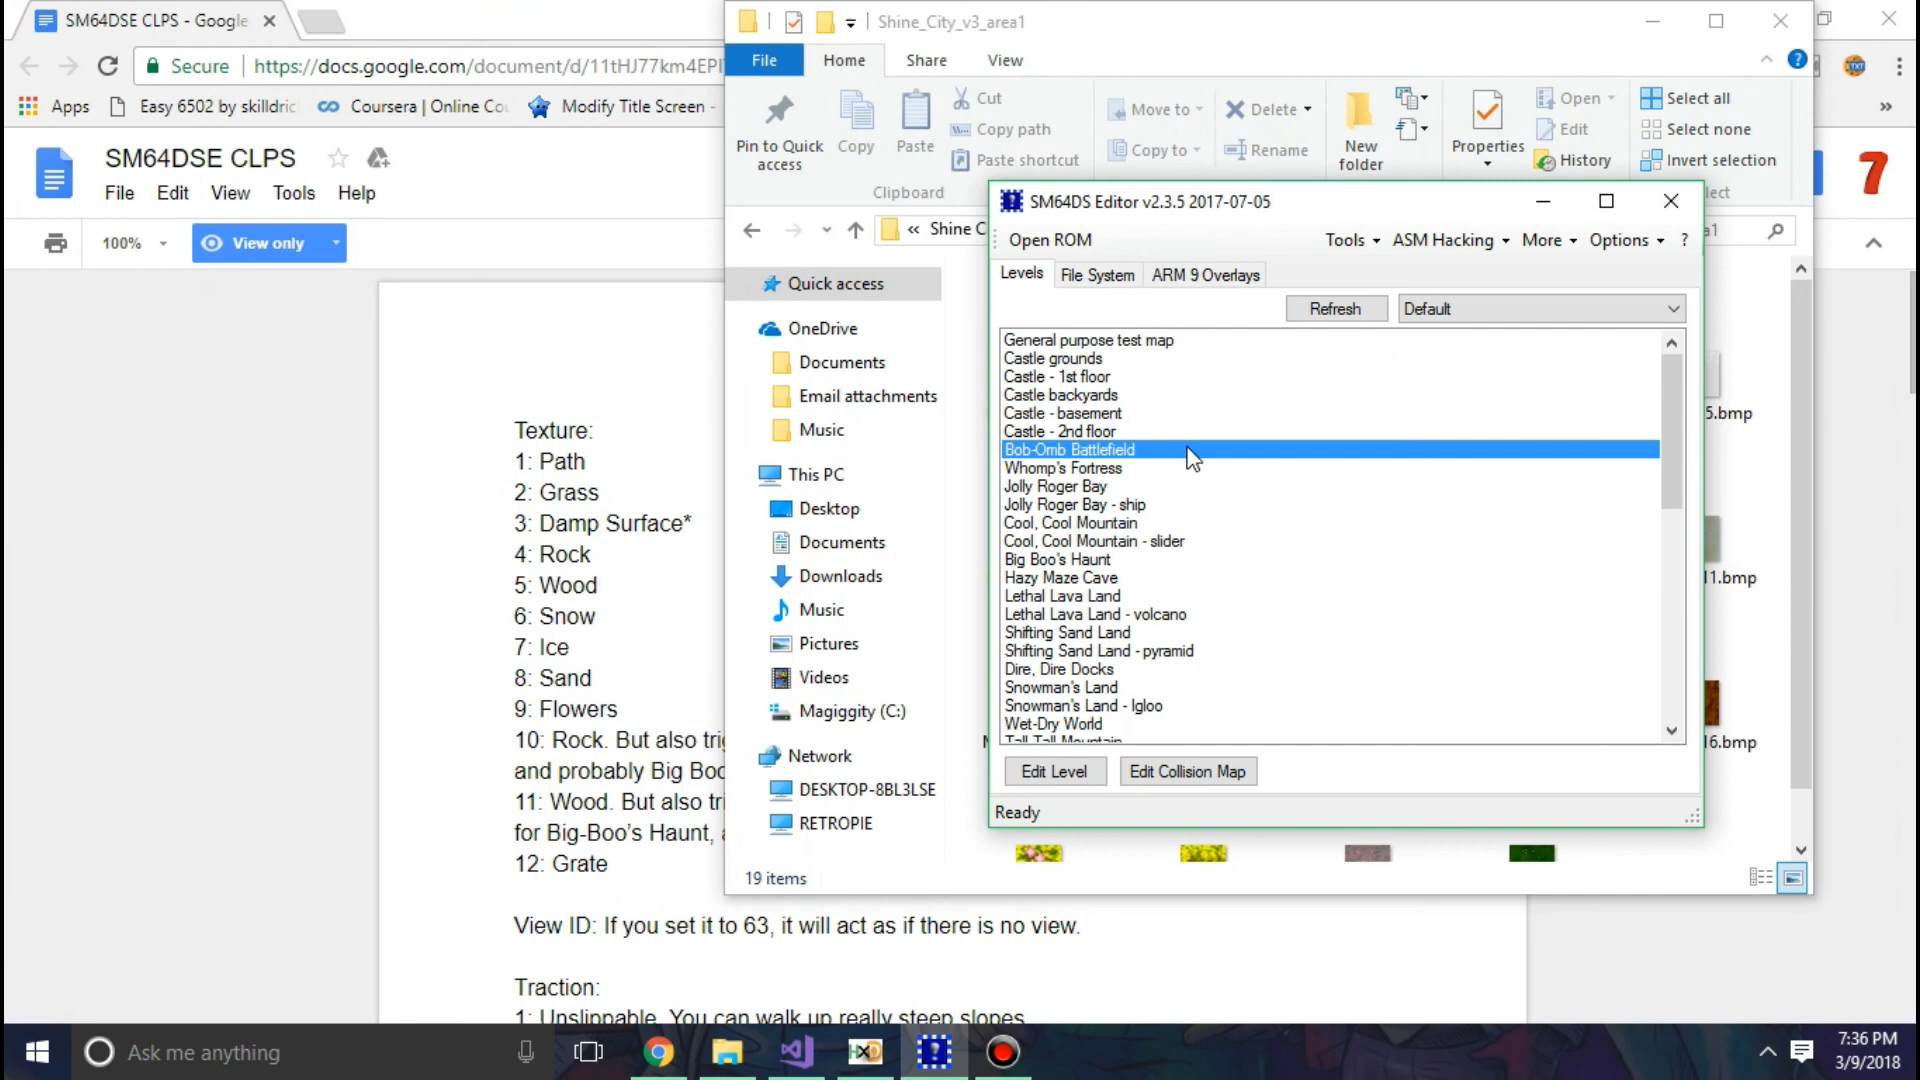 SM64DSE CLPS - Google
Secure
https://docs.google.com/document/d/11tHJ77km4EPI
Apps
Easy 6502 by skilldric
Coursera | Online Co
Modify Title Screen -
SM64DSE CLPS
File Edit View Tools Help
100%
View only
Texture:
1: Path
2: Grass
3: Damp Surface*
4: Rock
5: Wood
6: Snow
7: Ice
8: Sand
9: Flowers
10: Rock. But also trig
and probably Big Boo
11: Wood. But also tri
for Big-Boo's Haunt, a
12: Grate
View ID: If you set it to 63, it will act as if there is no view.
Traction:
1: Unslippable. You can walk up really steep slopes
Shine_City_v3_area1
File Home Share View
Pin to Quick access
Copy
Paste
Cut
Copy path
Paste shortcut
Clipboard
Move to
Copy to
Delete
Rename
New folder
Properties
Open
Edit
History
Select all
Select none
Invert selection
lect
7
« Shine C
a1
Quick access
OneDrive
Documents
Email attachments
Music
This PC
Desktop
Documents
Downloads
Music
Pictures
Videos
Magiggity (C:)
Network
DESKTOP-8BL3LSE
RETROPIE
19 items
5.bmp
11.bmp
16.bmp
SM64DS Editor v2.3.5 2017-07-05
Open ROM
Tools ASM Hacking More Options ?
Levels File System ARM 9 Overlays
Refresh
Default
General purpose test map
Castle grounds
Castle - 1st floor
Castle backyards
Castle - basement
Castle - 2nd floor
Bob-Omb Battlefield
Whomp's Fortress
Jolly Roger Bay
Jolly Roger Bay - ship
Cool, Cool Mountain
Cool, Cool Mountain - slider
Big Boo's Haunt
Hazy Maze Cave
Lethal Lava Land
Lethal Lava Land - volcano
Shifting Sand Land
Shifting Sand Land - pyramid
Dire, Dire Docks
Snowman's Land
Snowman's Land - Igloo
Wet-Dry World
Tall Tall Mountain
Edit Level
Edit Collision Map
Ready
Ask me anything
7:36 PM
3/9/2018